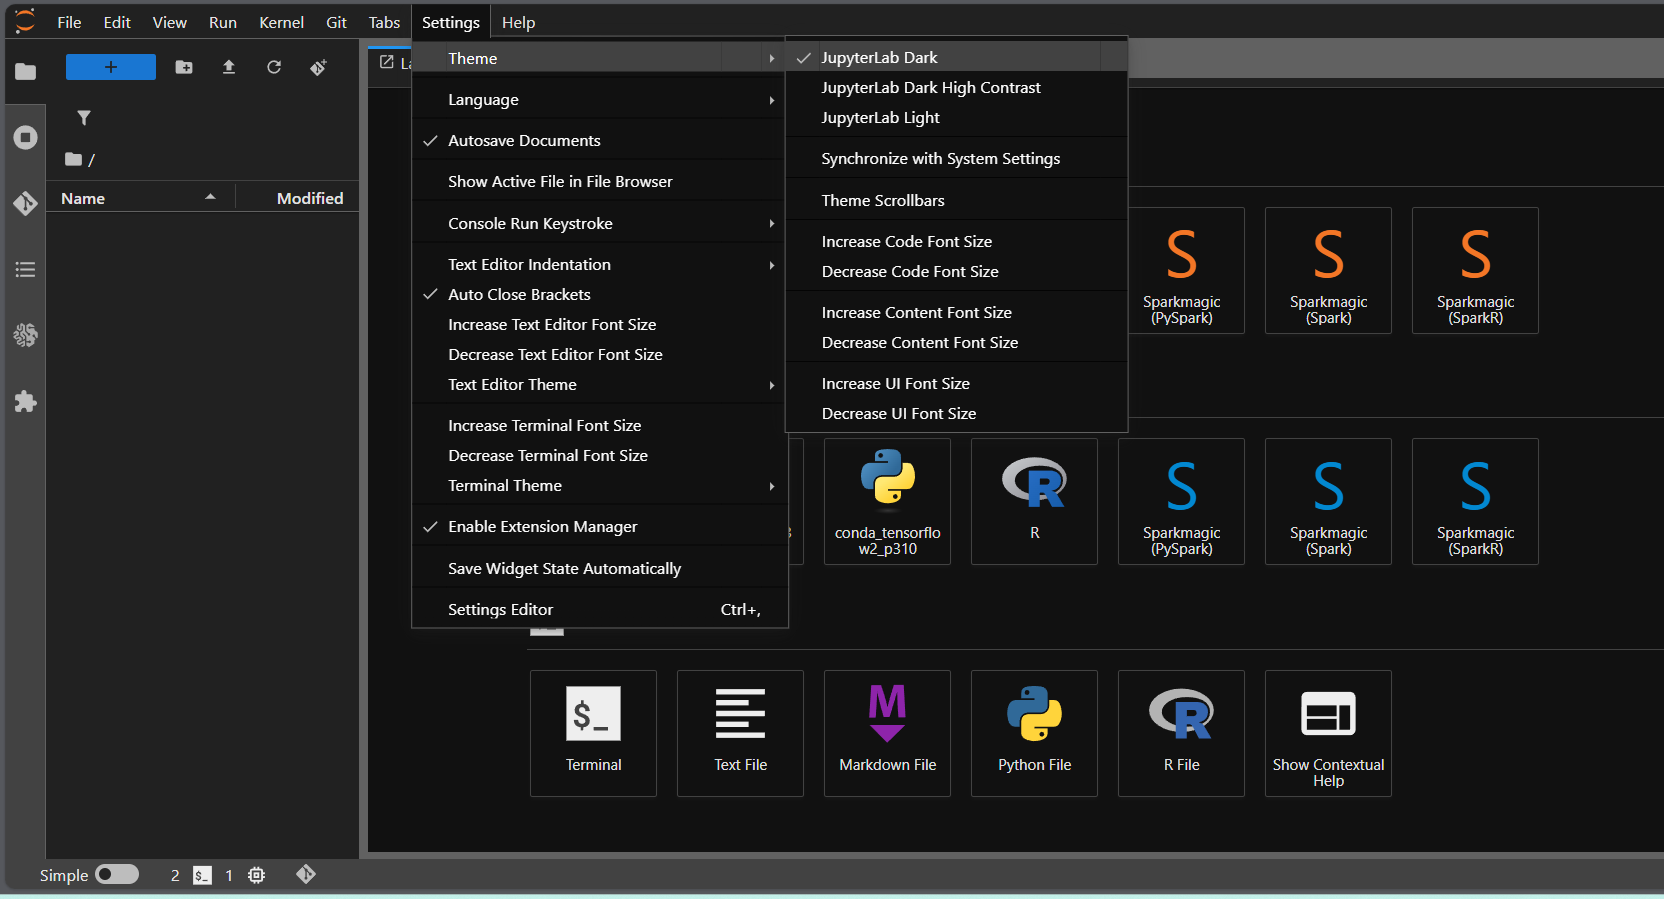 File Edit View Run Kernel Git Tabs Settings Help
+
/
Name Modified
Theme
Language
Autosave Documents
Show Active File in File Browser
Console Run Keystroke
Text Editor Indentation
Auto Close Brackets
Increase Text Editor Font Size
Decrease Text Editor Font Size
Text Editor Theme
Increase Terminal Font Size
Decrease Terminal Font Size
Terminal Theme
Enable Extension Manager
Save Widget State Automatically
Settings Editor Ctrl+,
JupyterLab Dark
JupyterLab Dark High Contrast
JupyterLab Light
Synchronize with System Settings
Theme Scrollbars
Increase Code Font Size
Decrease Code Font Size
Increase Content Font Size
Decrease Content Font Size
Increase UI Font Size
Decrease UI Font Size
S S S
Sparkmagic Sparkmagic Sparkmagic
(PySpark) (Spark) (SparkR)
R S S S
conda_tensorflo R Sparkmagic Sparkmagic Sparkmagic
w2_p310 (PySpark) (Spark) (SparkR)
$_ M R
Terminal Text File Markdown File Python File R File Show Contextual
Help
Simple 2 $_ 1